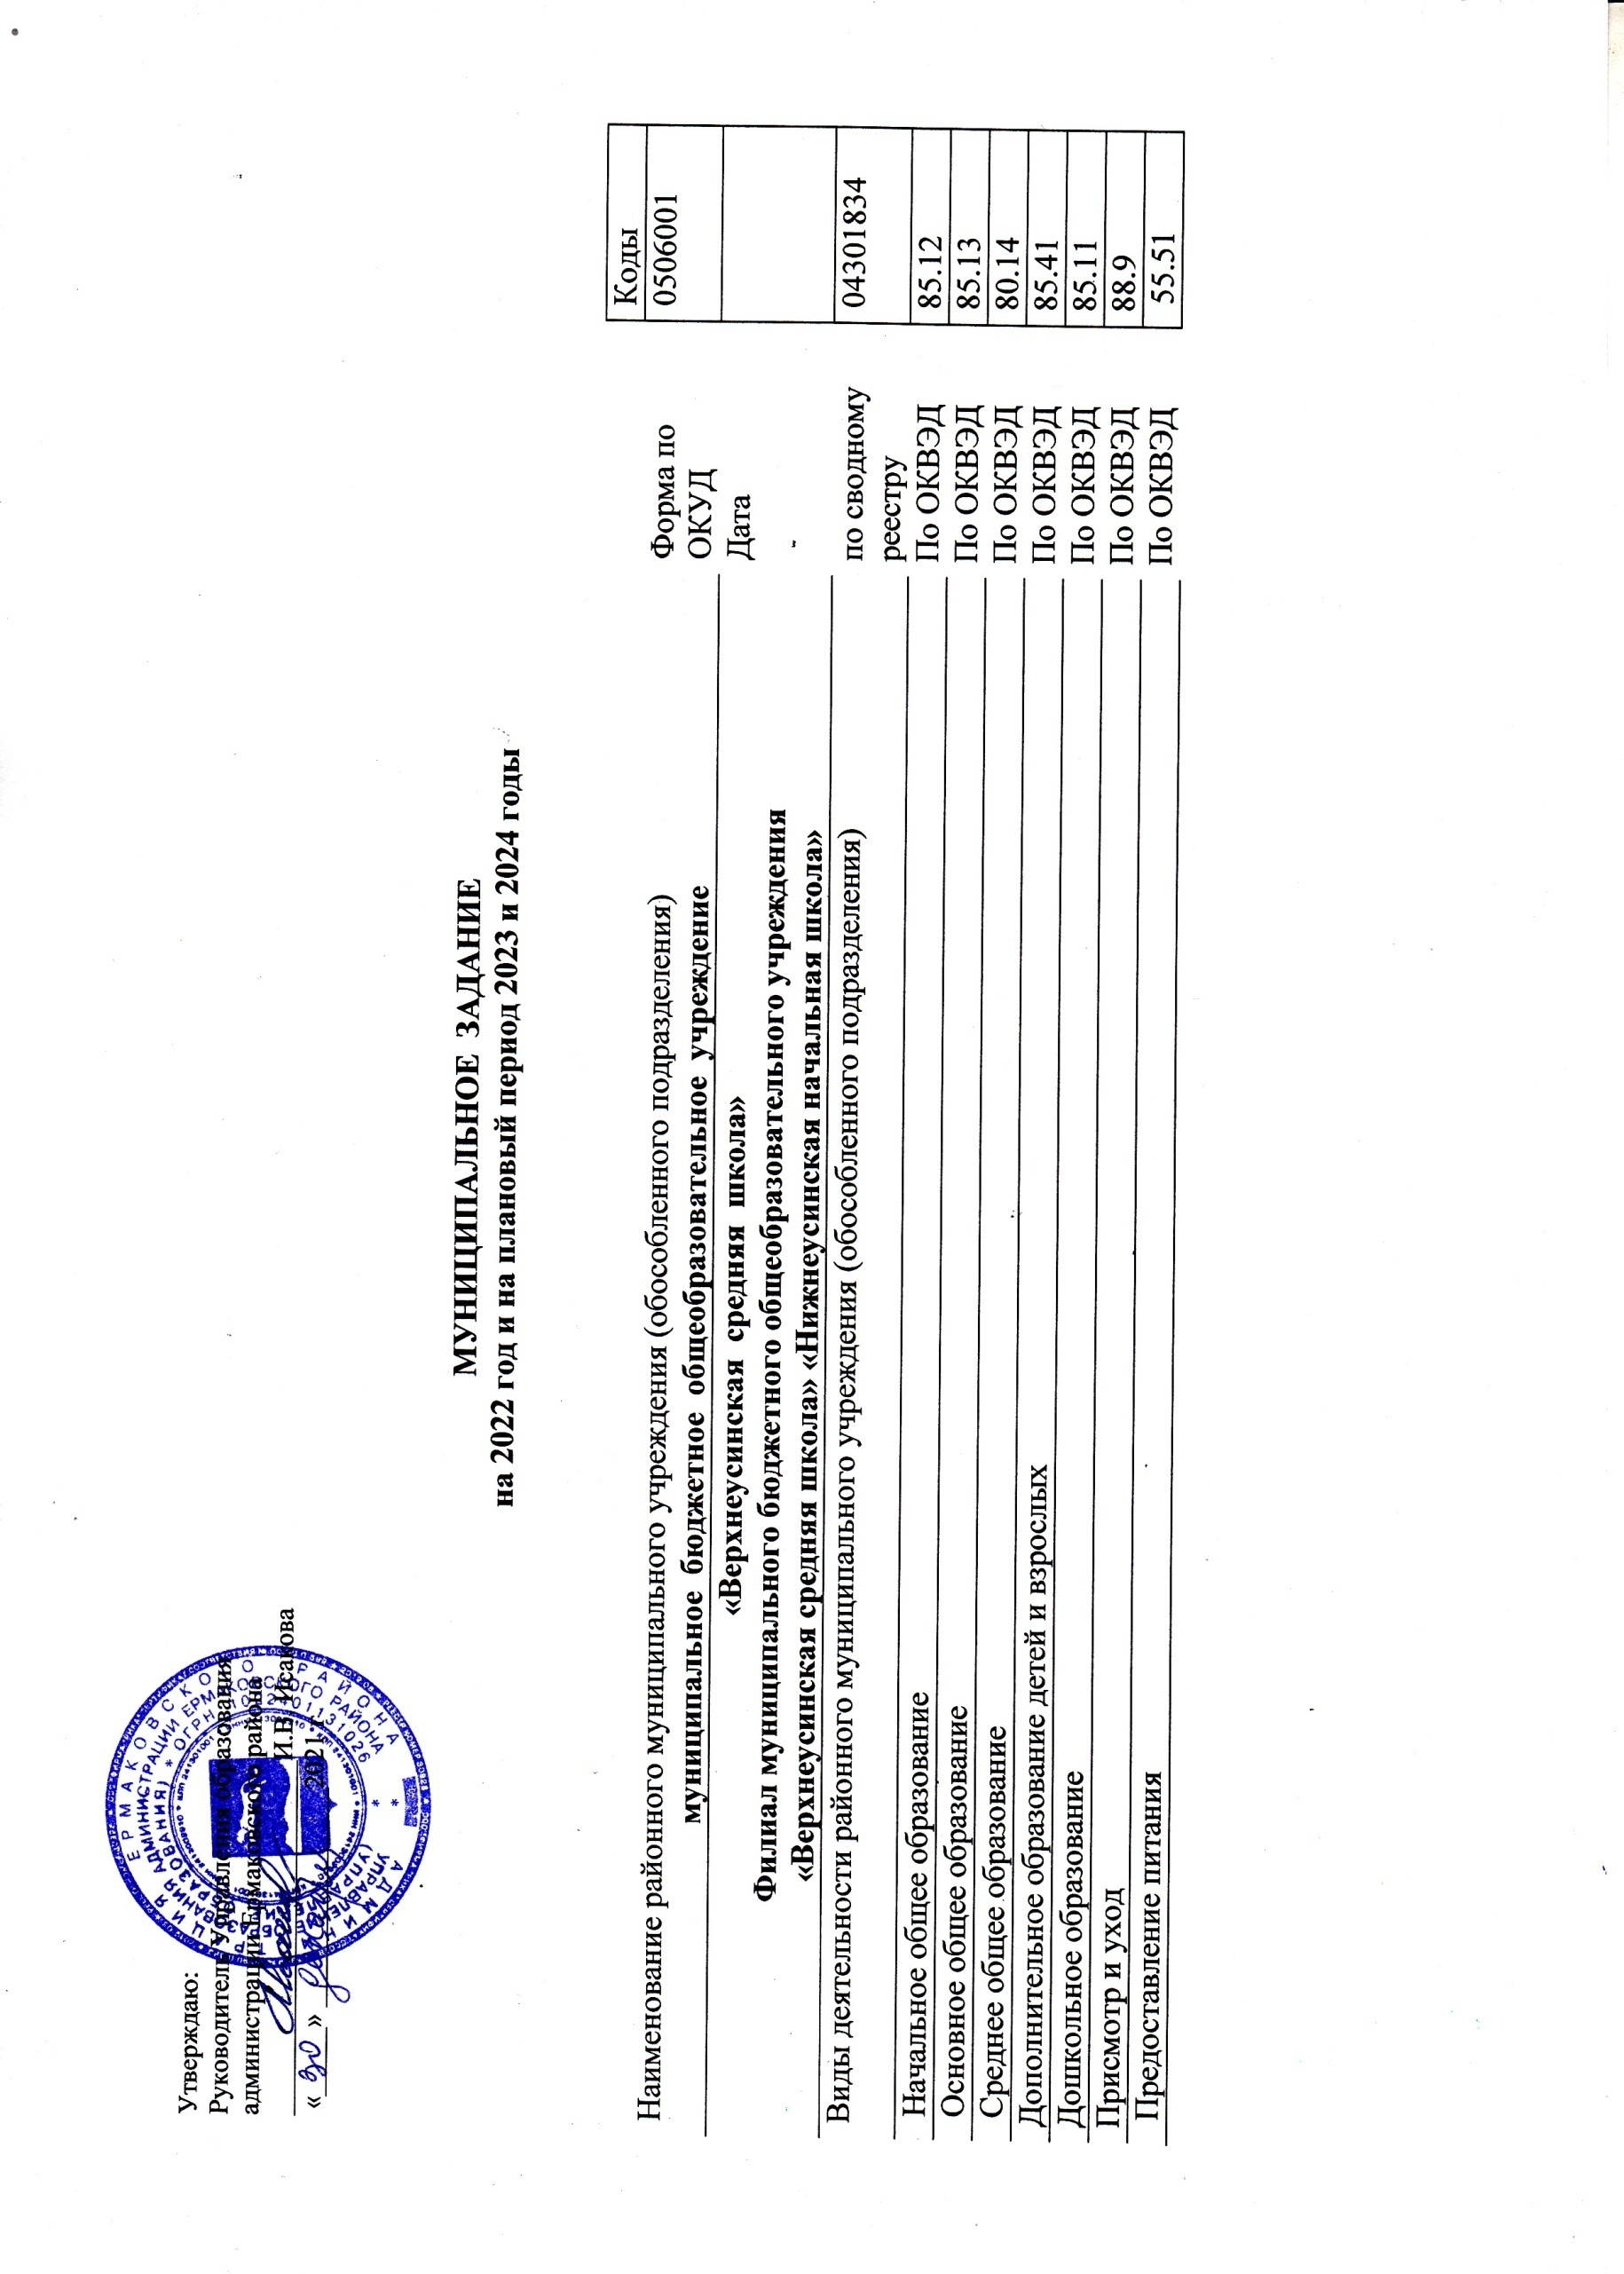 Утверждаю:
Руководитель Управления образования
администрации Ермаковского района
И.В. Исакова
« 30 » декабря 2021 г.
МУНИЦИПАЛЬНОЕ ЗАДАНИЕ
на 2022 год и на плановый период 2023 и 2024 годы
Коды
Наименование районного муниципального учреждения (обособленного подразделения) Форма по 0506001
муниципальное бюджетное общеобразовательное учреждение ОКУД
«Верхнеусинская средняя школа» Дата
Филиал муниципального бюджетного общеобразовательного учреждения
«Верхнеусинская средняя школа» «Нижнеусинская начальная школа»
Виды деятельности районного муниципального учреждения (обособленного подразделения) по сводному 04301834
реестру
Начальное общее образование По ОКВЭД 85.12
Основное общее образование По ОКВЭД 85.13
Среднее общее образование По ОКВЭД 80.14
Дополнительное образование детей и взрослых По ОКВЭД 85.41
Дошкольное образование По ОКВЭД 85.11
Присмотр и уход По ОКВЭД 88.9
Предоставление питания По ОКВЭД 55.51